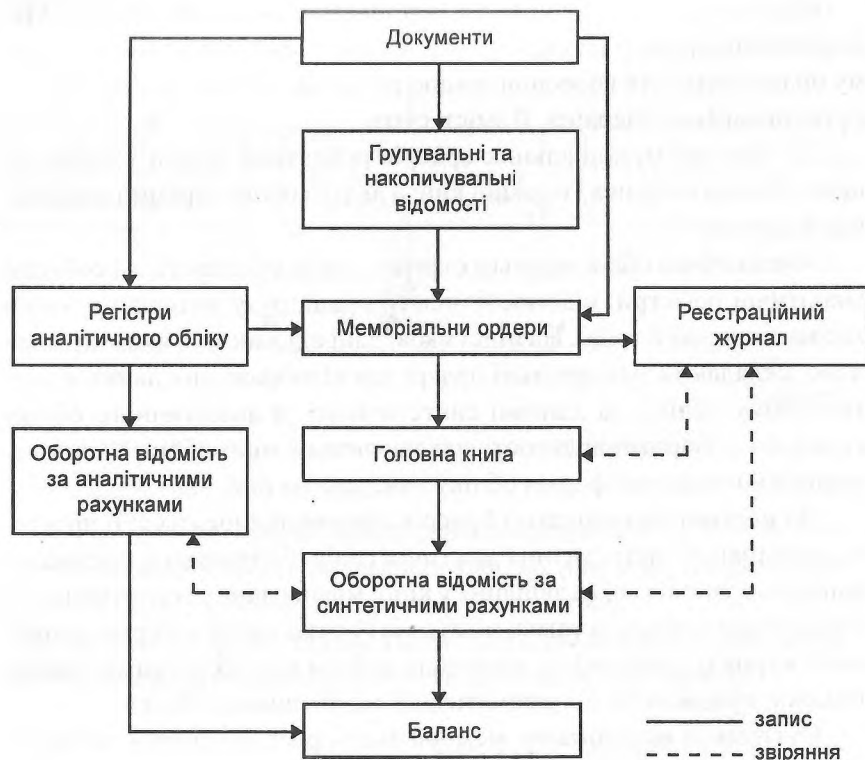 Документи
Групувальні та
накопичувальні
відомості
Регістри
аналітичного обліку
Меморіальни ордери
Реєстраційний
журнал
Оборотна відомість
за аналітичними
рахунками
Головна книга
Оборотна відомість за
синтетичними рахунками
Баланс
запис
звіряння